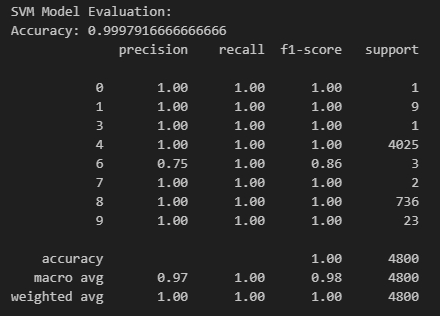 SVM Model Evaluation:
Accuracy: 0.9997916666666666
precision recall f1-score support
0 1.00 1.00 1.00 1
1 1.00 1.00 1.00 9
3 1.00 1.00 1.00 1
4 1.00 1.00 1.00 4025
6 0.75 1.00 0.86 3
7 1.00 1.00 1.00 2
8 1.00 1.00 1.00 736
9 1.00 1.00 1.00 23
accuracy 1.00 4800
macro avg 0.97 1.00 0.98 4800
weighted avg 1.00 1.00 1.00 4800